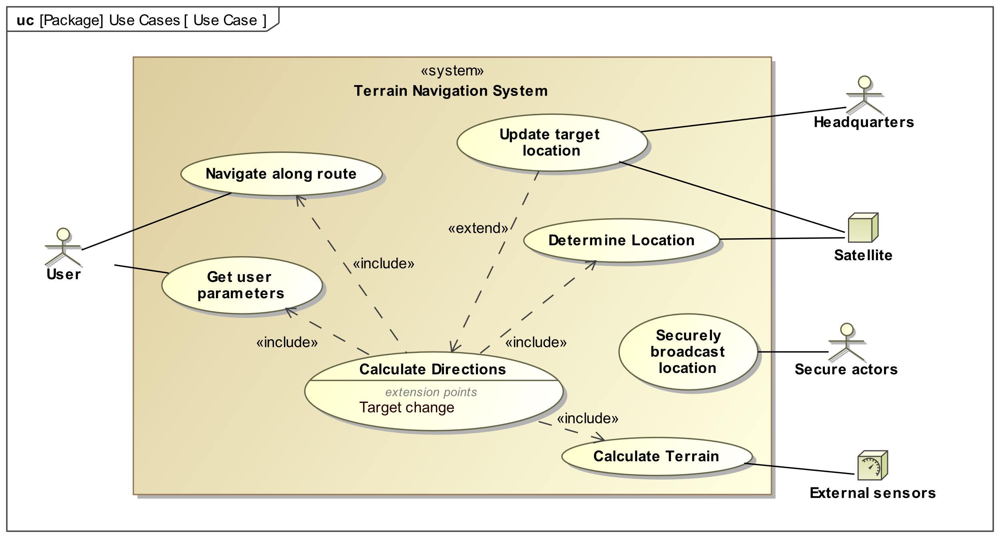 uc [Package] Use Cases [ Use Case ]
«system»
Terrain Navigation System
Headquarters
Update target
location
Navigate along route
«extend»
Determine Location
Satellite
«include»
User
Get user
parameters
«include»
«include»
Securely
broadcast
location
Secure actors
Calculate Directions
extension points
Target change
«include»
Calculate Terrain
External sensors